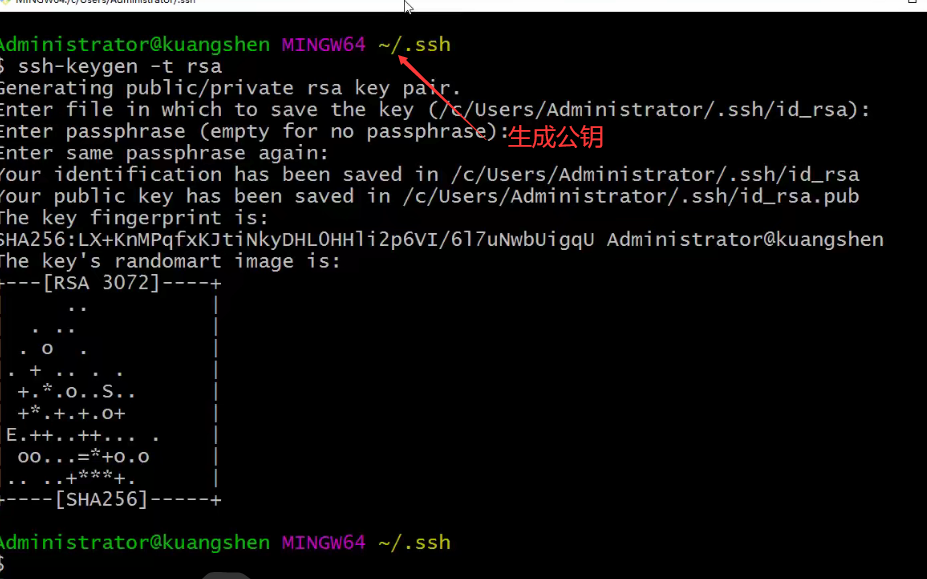 MINGW64:/c/Users/Administrator/.ssh
Administrator@kuangshen MINGW64 ~/.ssh
$ ssh-keygen -t rsa
Generating public/private rsa key pair.
Enter file in which to save the key (/c/Users/Administrator/.ssh/id_rsa):
Enter passphrase (empty for no passphrase):
生成公钥
Enter same passphrase again:
Your identification has been saved in /c/Users/Administrator/.ssh/id_rsa
Your public key has been saved in /c/Users/Administrator/.ssh/id_rsa.pub
The key fingerprint is:
SHA256:LX+KnMPqfxKJtiNkyDHL0HHli2p6VI/6l7uNwbUigqU Administrator@kuangshen
The key's randomart image is:
+---[RSA 3072]----+
|      ..         |
|   . ..          |
|  . o  .         |
|. + .. . .       |
| +.*.o..S..      |
| +*.+.+.o+       |
|E.++..++... .    |
| oo...=*+o.o     |
|.. ..+***+.      |
+----[SHA256]-----+
Administrator@kuangshen MINGW64 ~/.ssh
$